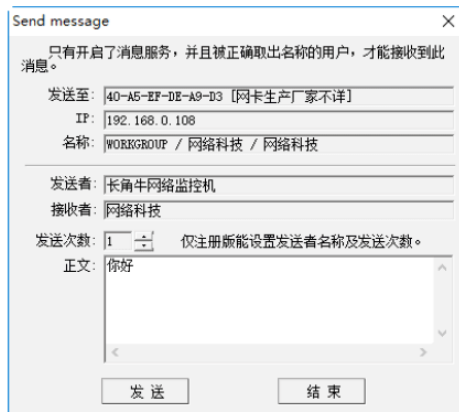 Send message
只有开启了消息服务，并且被正确取出名称的用户，才能接收到此
消息。
发送至: 40-A5-EF-DE-A9-D3 [网卡生产厂家不详]
IP: 192.168.0.108
名称: WORKGROUP / 网络科技 / 网络科技
发送者: 长角牛网络监控机
接收者: 网络科技
发送次数: 1 仅注册版能设置发送者名称及发送次数。
正文: 你好
发 送 结 束